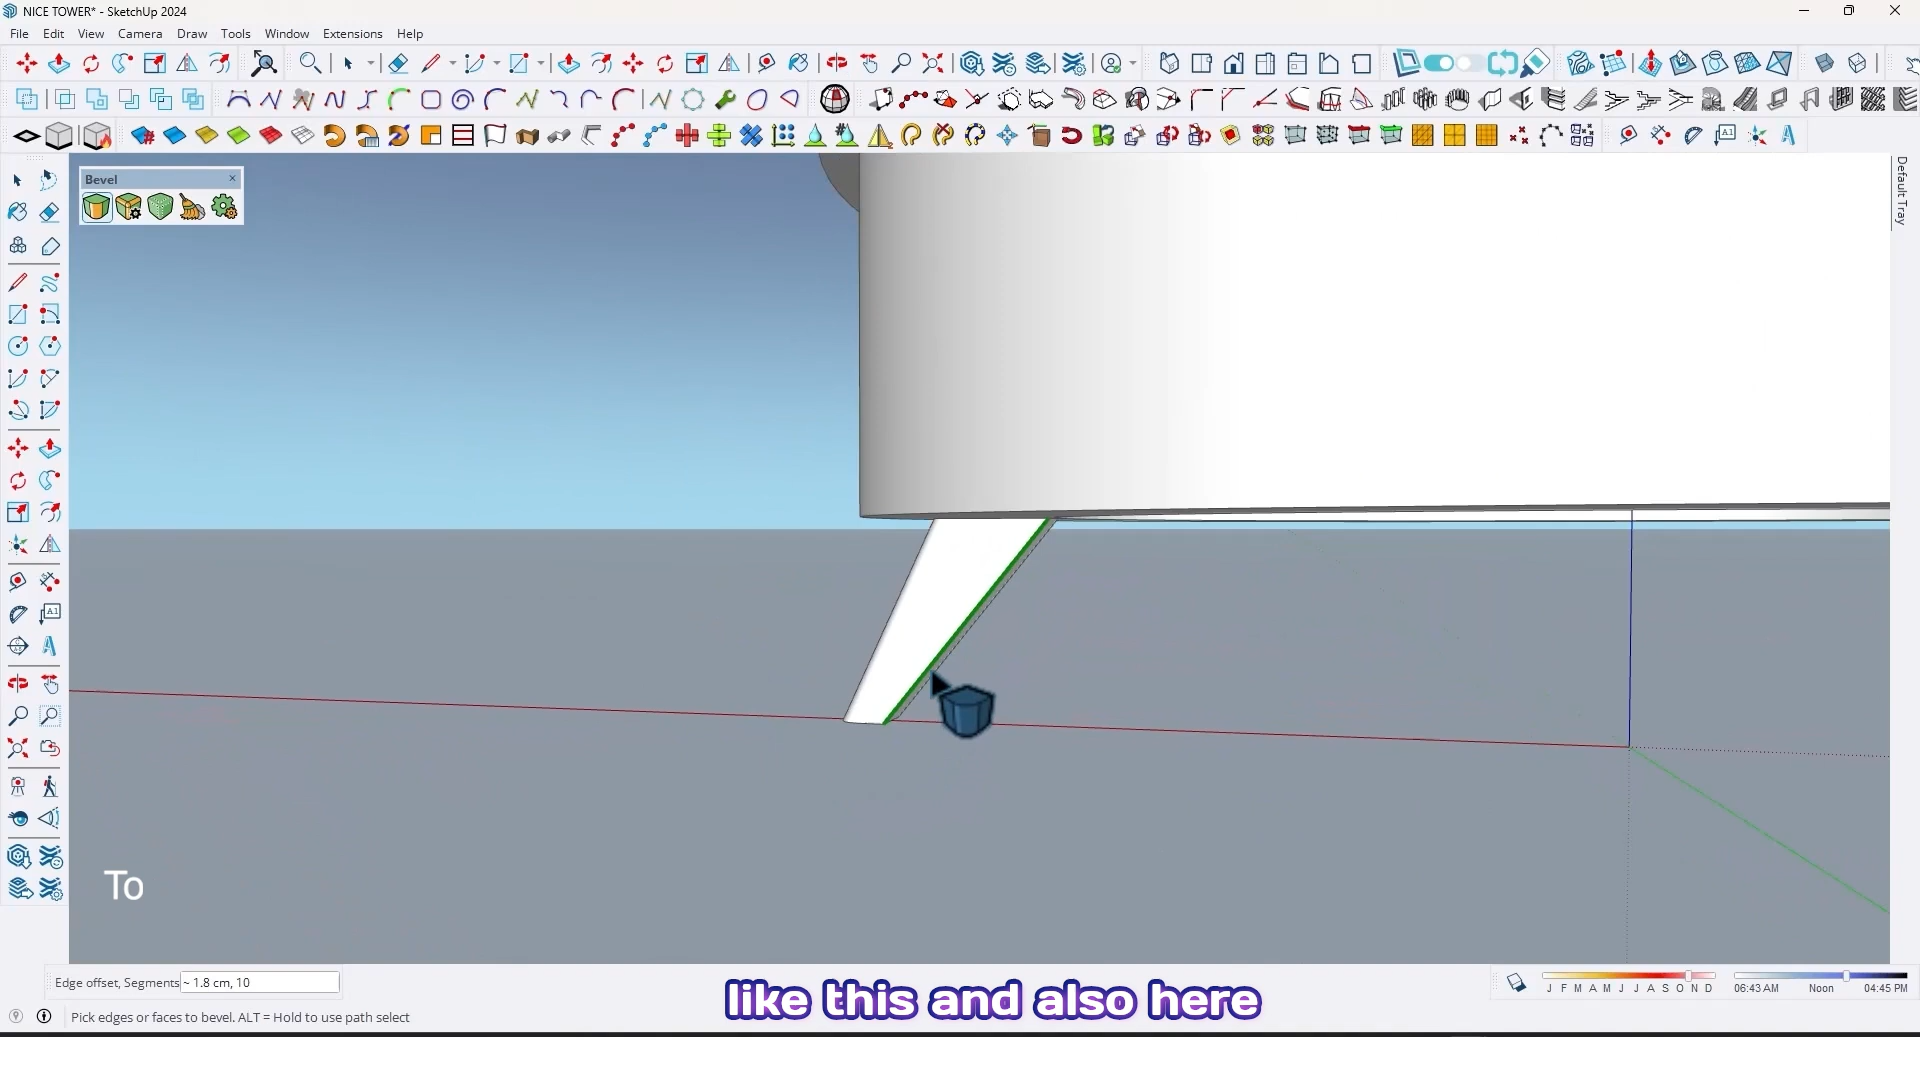 NICE TOWER* - SketchUp 2024
File Edit View Camera Draw Tools Window Extensions Help
Default Tray
Bevel
To
Edge offset, Segments ~ 1.8 cm, 10
like this and also here
J F M A M J J A S O N D
06:43 AM Noon 04:45 PM
Pick edges or faces to bevel. ALT = Hold to use path select